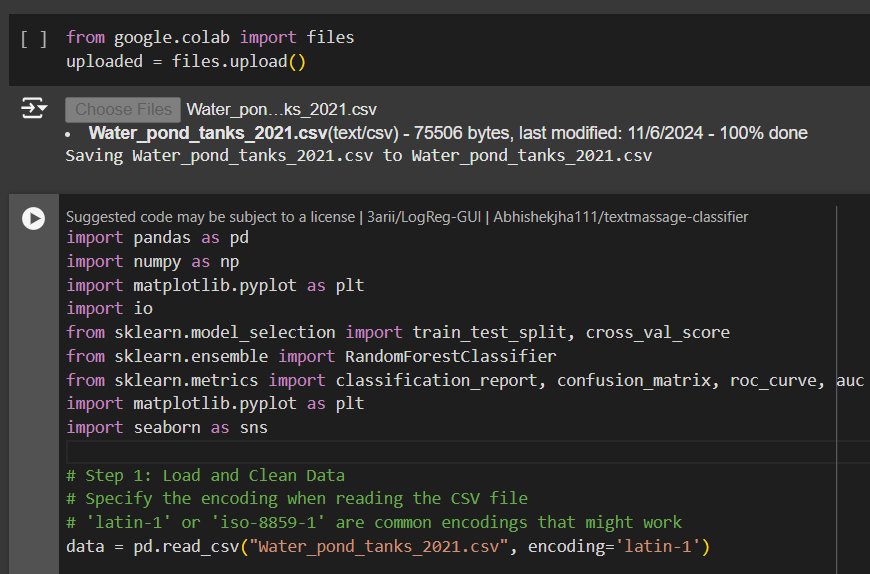 [ ] from google.colab import files
uploaded = files.upload()
Choose Files Water_pon…ks_2021.csv
• Water_pond_tanks_2021.csv(text/csv) - 75506 bytes, last modified: 11/6/2024 - 100% done
Saving Water_pond_tanks_2021.csv to Water_pond_tanks_2021.csv
Suggested code may be subject to a license | 3arii/LogReg-GUI | Abhishekjha111/textmassage-classifier
import pandas as pd
import numpy as np
import matplotlib.pyplot as plt
import io
from sklearn.model_selection import train_test_split, cross_val_score
from sklearn.ensemble import RandomForestClassifier
from sklearn.metrics import classification_report, confusion_matrix, roc_curve, auc
import matplotlib.pyplot as plt
import seaborn as sns
# Step 1: Load and Clean Data
# Specify the encoding when reading the CSV file
# 'latin-1' or 'iso-8859-1' are common encodings that might work
data = pd.read_csv("Water_pond_tanks_2021.csv", encoding='latin-1')